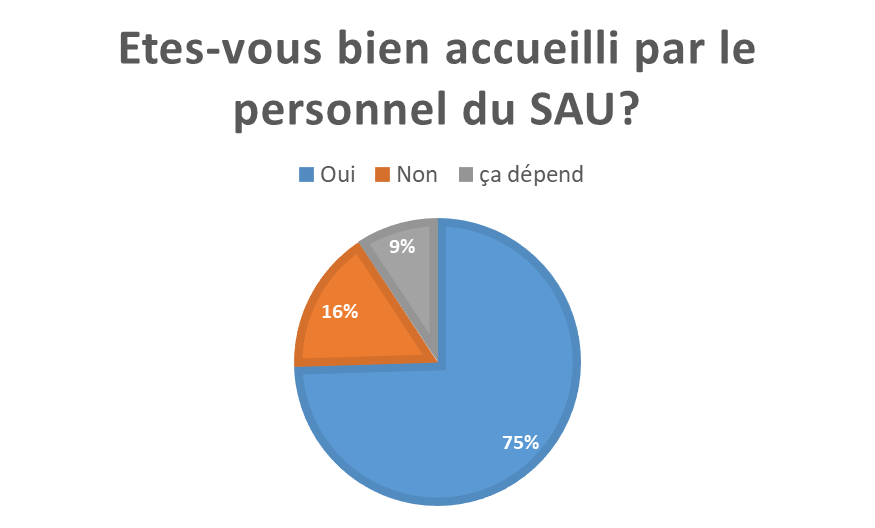 Etes-vous bien accueilli par le
personnel du SAU?
Oui Non ça dépend
9%
16%
75%